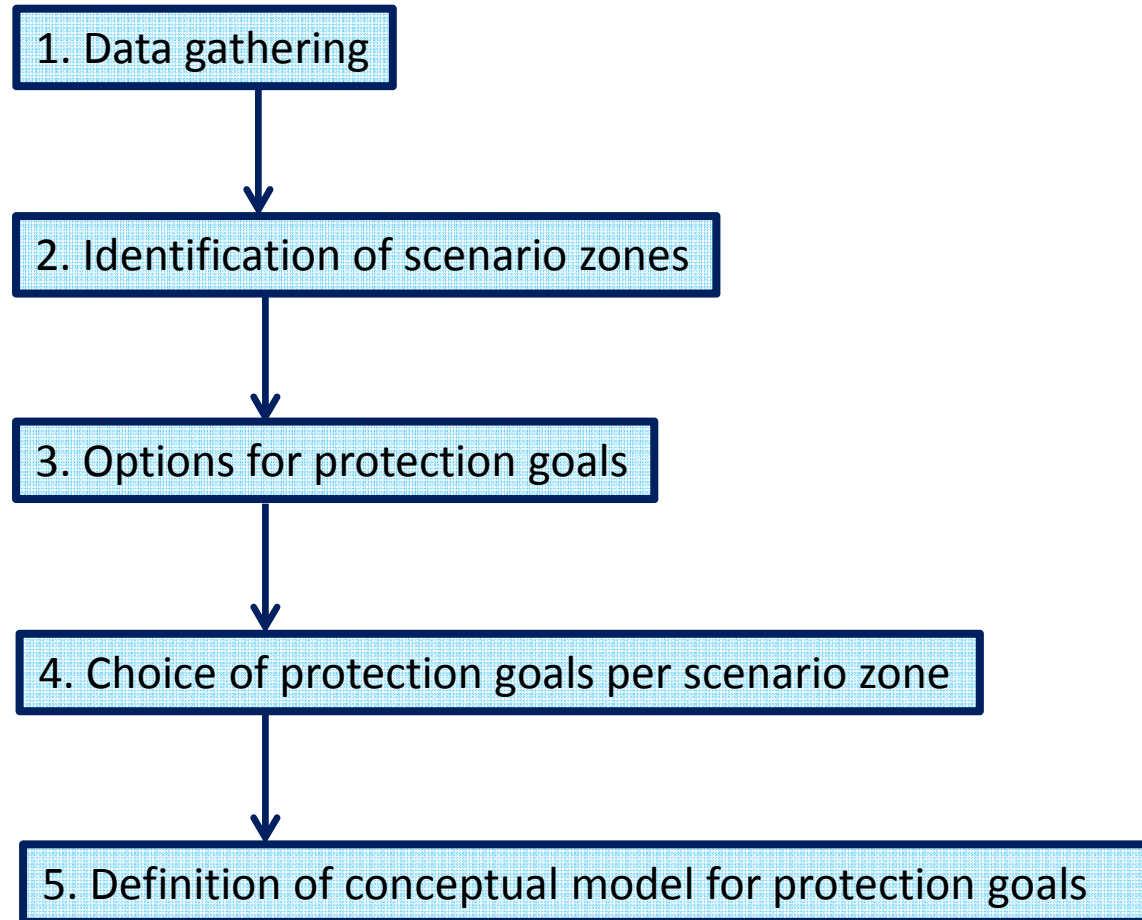 1. Data gathering
2. Identification of scenario zones
3. Options for protection goals
4. Choice of protection goals per scenario zone
5. Definition of conceptual model for protection goals